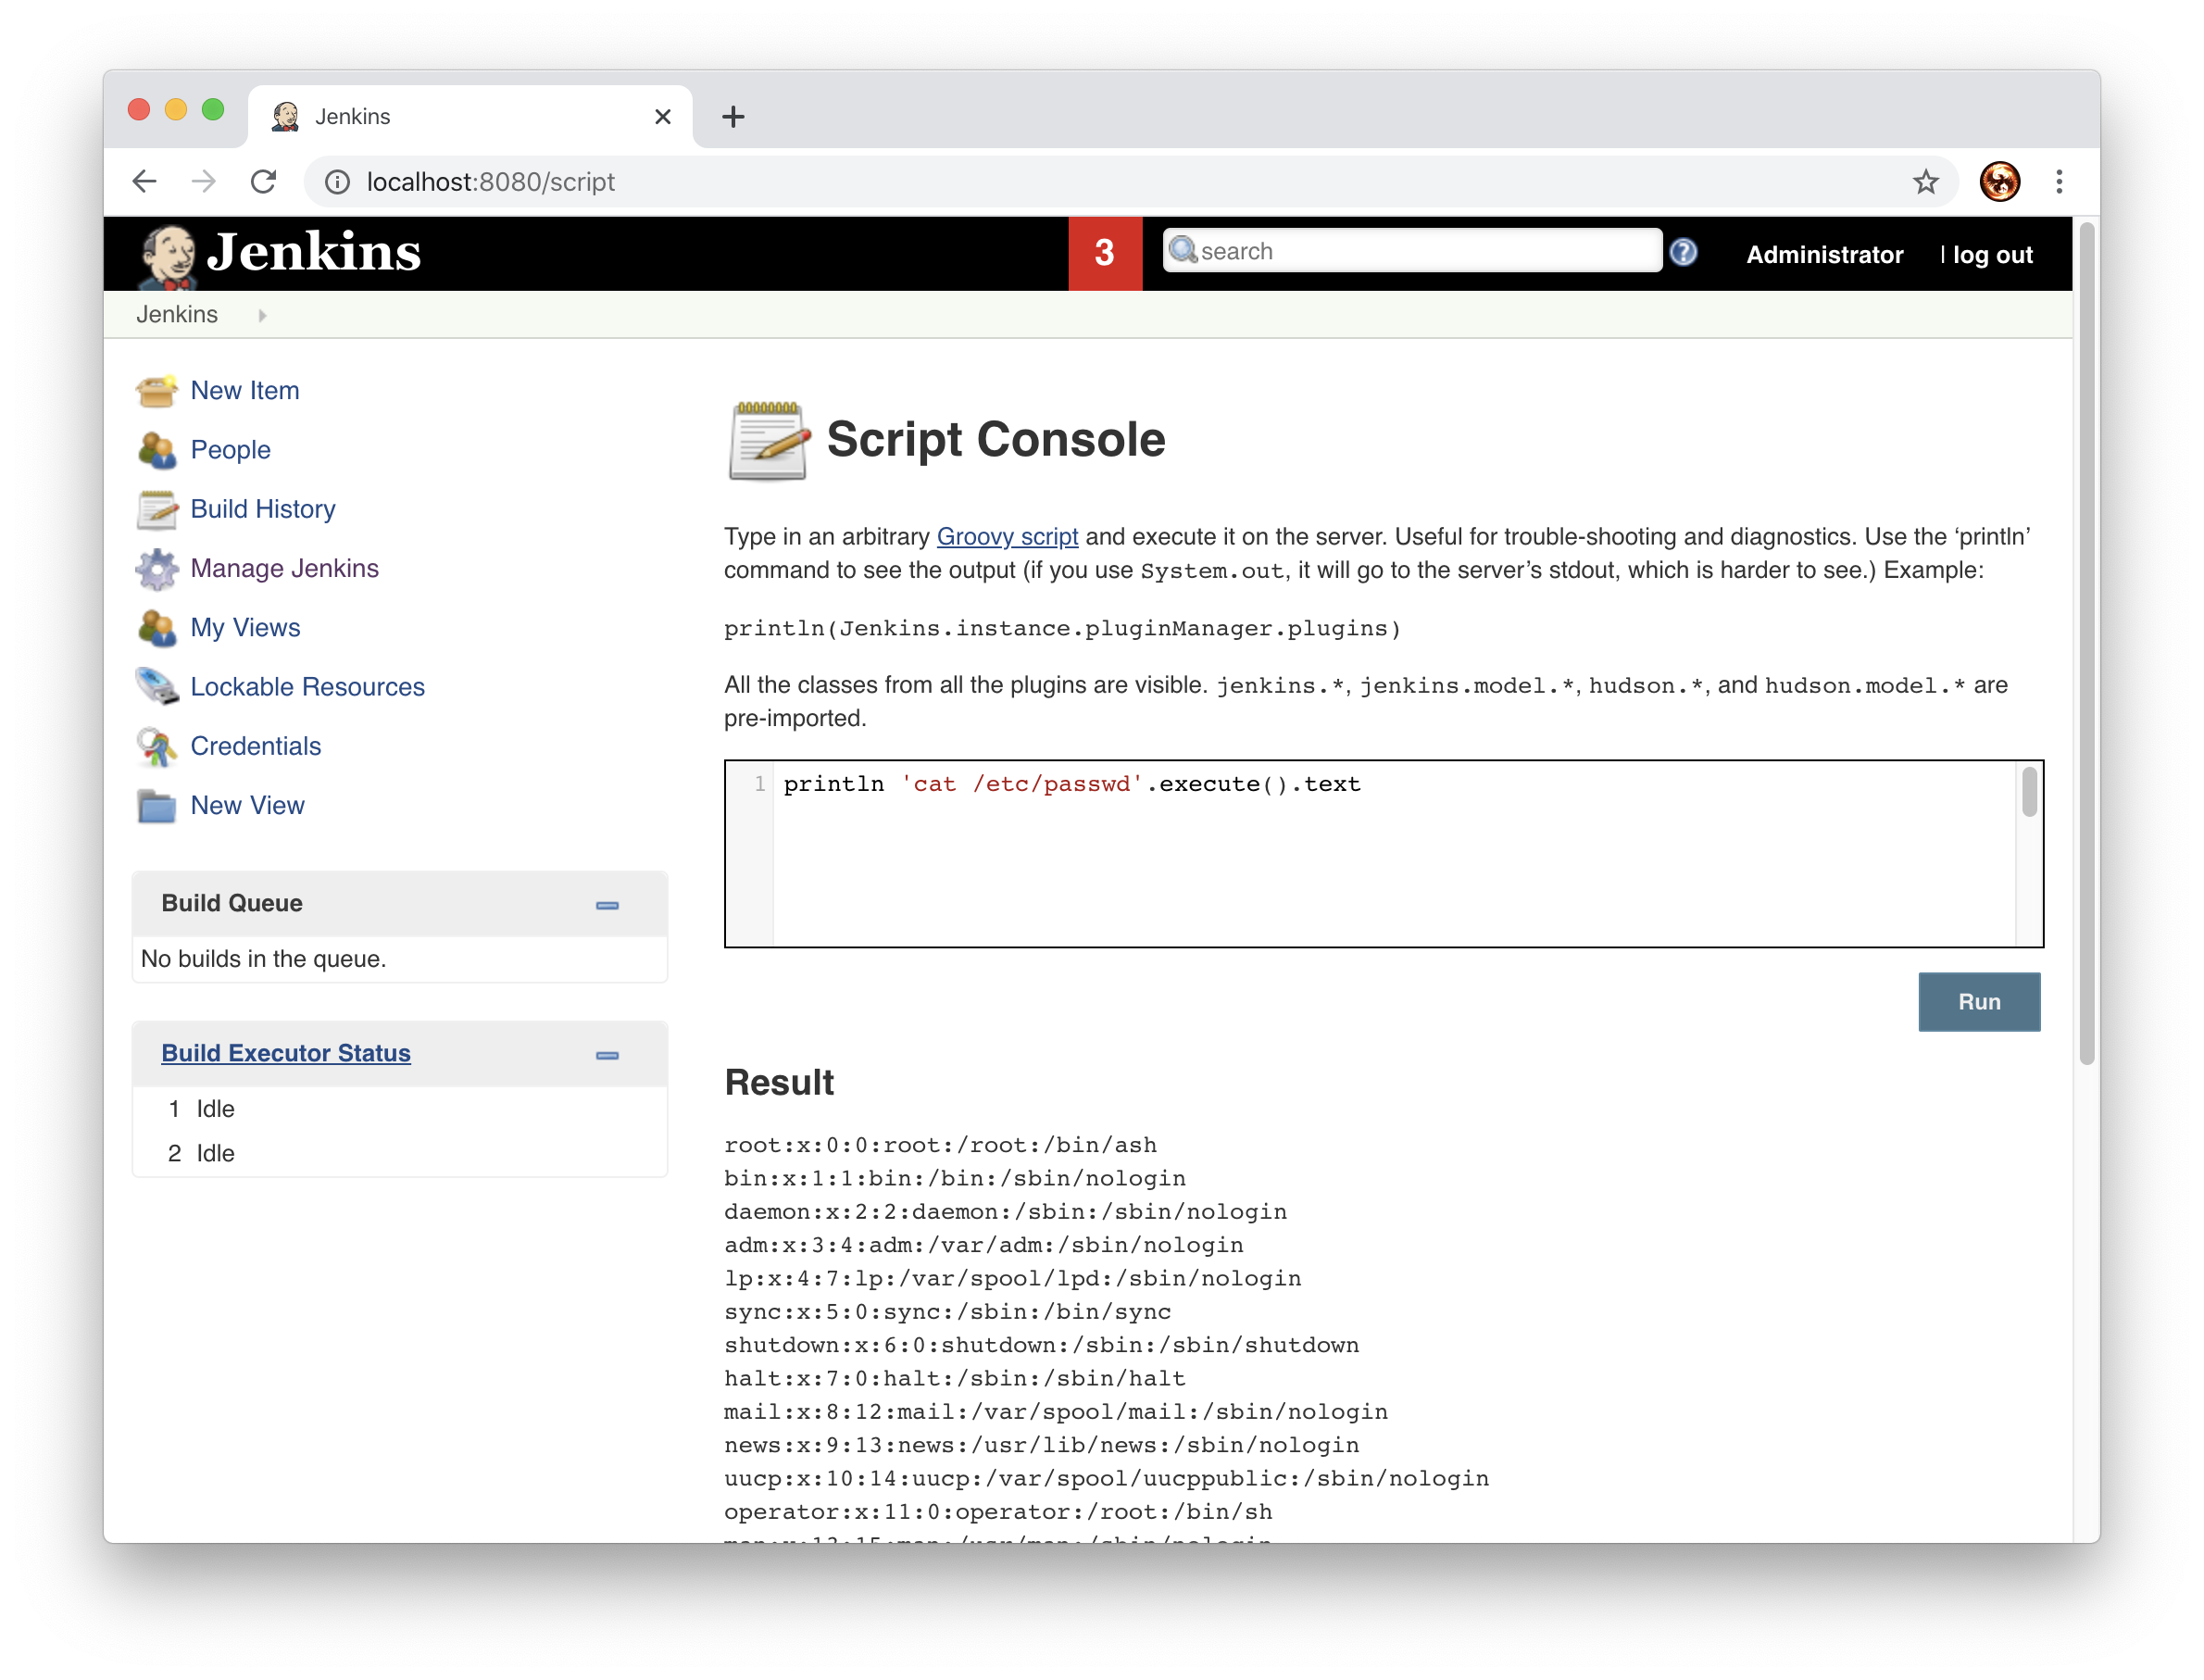 Jenkins
localhost:8080/script
Jenkins
3
search
Administrator
| log out
Jenkins
New Item
People
Build History
Manage Jenkins
My Views
Lockable Resources
Credentials
New View
Build Queue
No builds in the queue.
Build Executor Status
1 Idle
2 Idle
Script Console
Type in an arbitrary Groovy script and execute it on the server. Useful for trouble-shooting and diagnostics. Use the ‘println’
command to see the output (if you use System.out, it will go to the server’s stdout, which is harder to see.) Example:
println(Jenkins.instance.pluginManager.plugins)
All the classes from all the plugins are visible. jenkins.*, jenkins.model.*, hudson.*, and hudson.model.* are
pre-imported.
1 println 'cat /etc/passwd'.execute().text
Run
Result
root:x:0:0:root:/root:/bin/ash
bin:x:1:1:bin:/bin:/sbin/nologin
daemon:x:2:2:daemon:/sbin:/sbin/nologin
adm:x:3:4:adm:/var/adm:/sbin/nologin
lp:x:4:7:lp:/var/spool/lpd:/sbin/nologin
sync:x:5:0:sync:/sbin:/bin/sync
shutdown:x:6:0:shutdown:/sbin:/sbin/shutdown
halt:x:7:0:halt:/sbin:/sbin/halt
mail:x:8:12:mail:/var/spool/mail:/sbin/nologin
news:x:9:13:news:/usr/lib/news:/sbin/nologin
uucp:x:10:14:uucp:/var/spool/uucppublic:/sbin/nologin
operator:x:11:0:operator:/root:/bin/sh